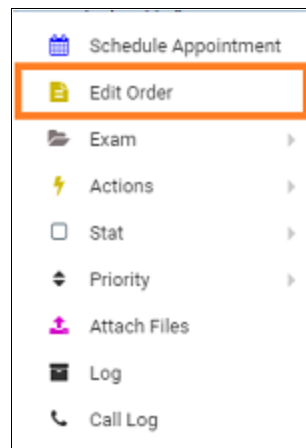 Schedule Appointment
Edit Order
Exam
Actions
Stat
Priority
Attach Files
Log
Call Log